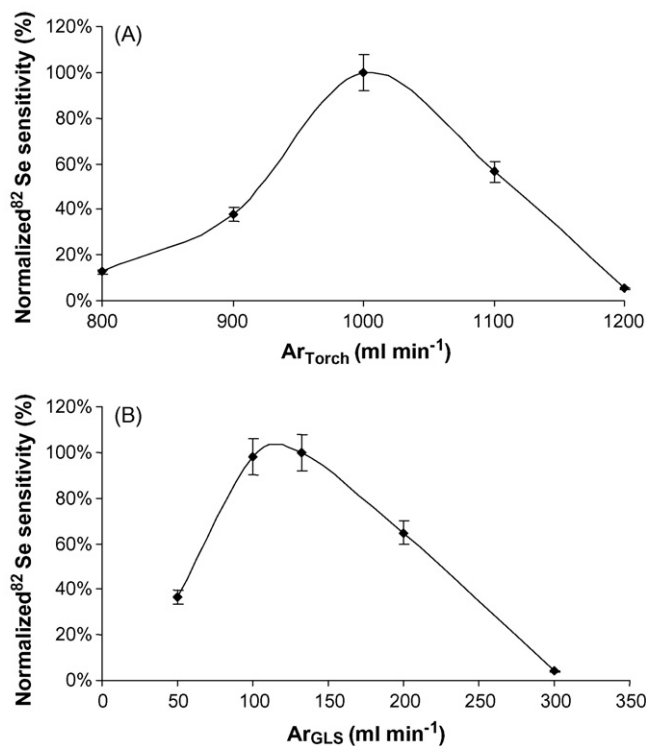 (A)
Normalized⁸² Se sensitivity (%)
120%
100%
80%
60%
40%
20%
0%
800 900 1000 1100 1200
Ar_Torch (ml min⁻¹)
(B)
Normalized⁸² Se sensitivity (%)
120%
100%
80%
60%
40%
20%
0%
0 50 100 150 200 250 300 350
Ar_GLS (ml min⁻¹)